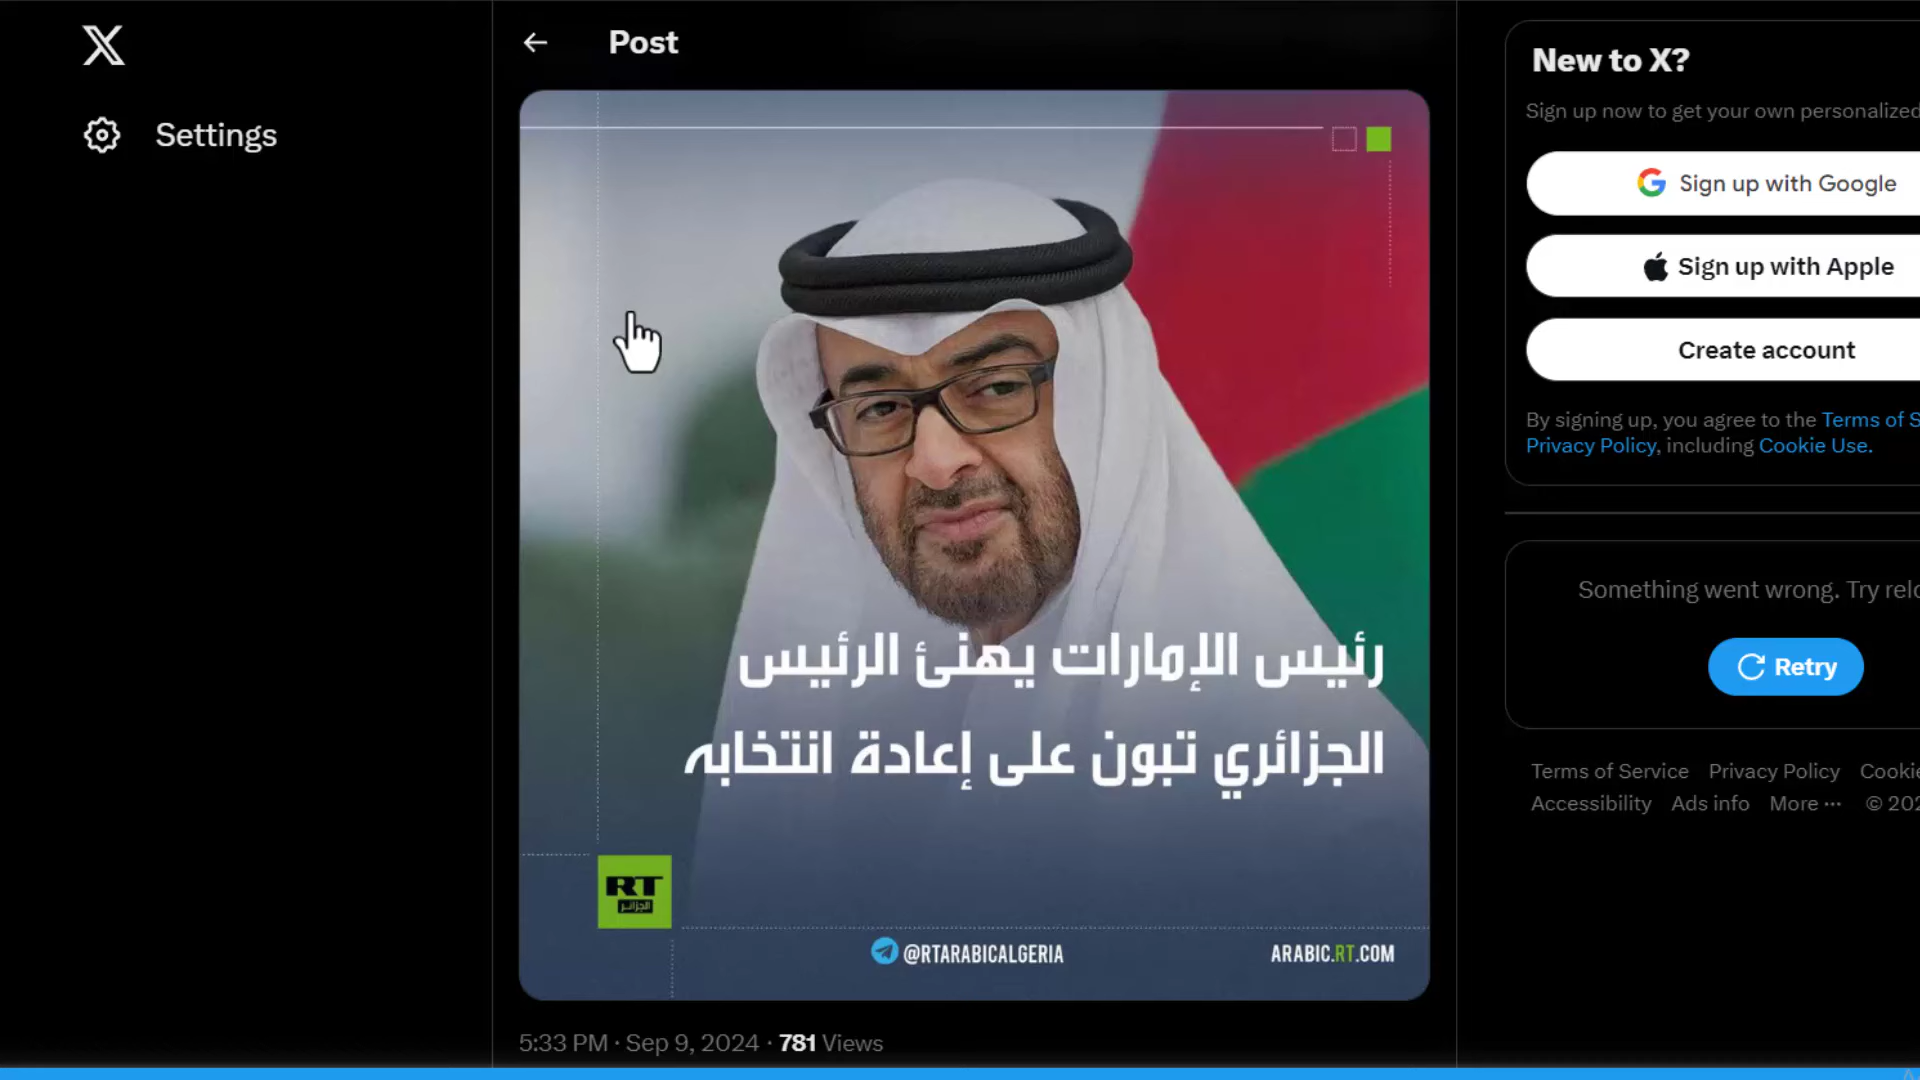 Post
Settings
رئيس الإمارات يهنئ الرئيس
الجزائري تبون على إعادة انتخابه
RT
الجزائر
@RTARABICALGERIA
ARABIC.RT.COM
5:33 PM · Sep 9, 2024 · 781 Views
New to X?
Sign up now to get your own personalized
Sign up with Google
Sign up with Apple
Create account
By signing up, you agree to the Terms of S
Privacy Policy, including Cookie Use.
Something went wrong. Try relo
Retry
Terms of Service Privacy Policy Cookie
Accessibility Ads info More ··· © 202